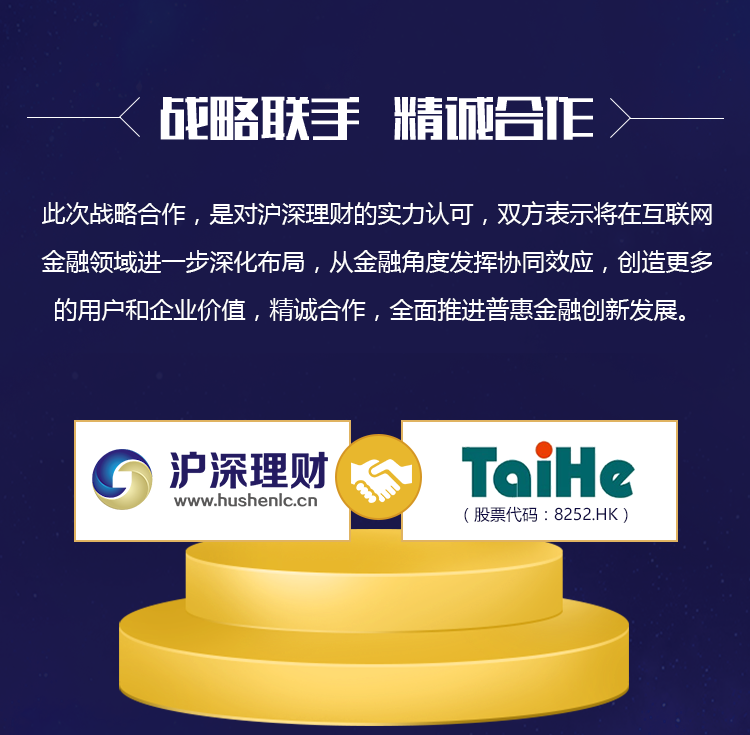 战略联手 精诚合作
此次战略合作，是对沪深理财的实力认可，双方表示将在互联网
金融领域进一步深化布局，从金融角度发挥协同效应，创造更多
的用户和企业价值，精诚合作，全面推进普惠金融创新发展。
沪深理财
www.hushenlc.cn
TaiHe
（股票代码：8252.HK）